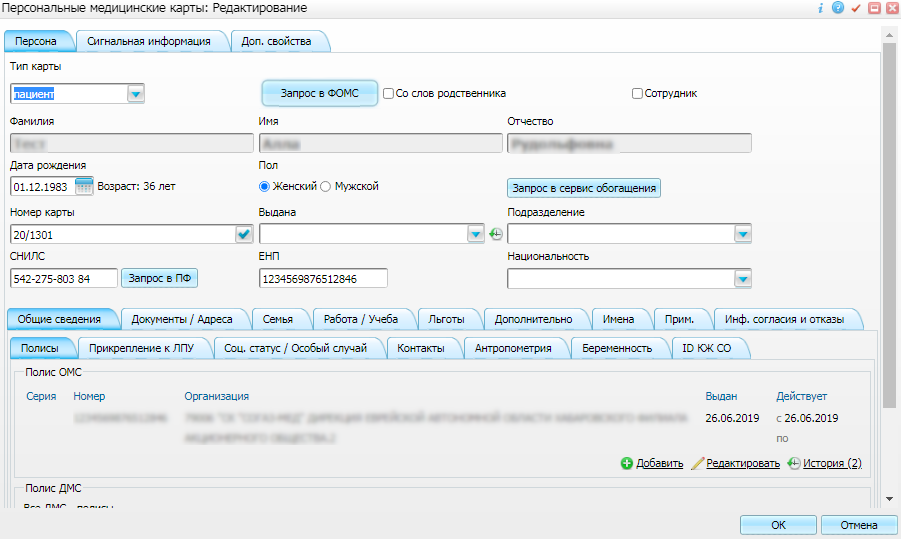 Персональные медицинские карты: Редактирование
Персона Сигнальная информация Доп. свойства
Тип карты
пациент Запрос в ФОМС Со слов родственника Сотрудник
Фамилия Имя Отчество
Тест Алла Рудольфовна
Дата рождения Пол
01.12.1983 Возраст: 36 лет Женский Мужской Запрос в сервис обогащения
Номер карты Выдана Подразделение
20/1301
СНИЛС ЕНП Национальность
542-275-803 84 Запрос в ПФ 1234569876512846
Общие сведения Документы / Адреса Семья Работа / Учеба Льготы Дополнительно Имена Прим. Инф. согласия и отказы
Полисы Прикрепление к ЛПУ Соц. статус / Особый случай Контакты Антропометрия Беременность ID КЖ СО
Полис ОМС
Серия Номер Организация Выдан Действует
26.06.2019 с 26.06.2019
по
Добавить Редактировать История (2)
Полис ДМС
Все ДМС - полисы
ОК Отмена